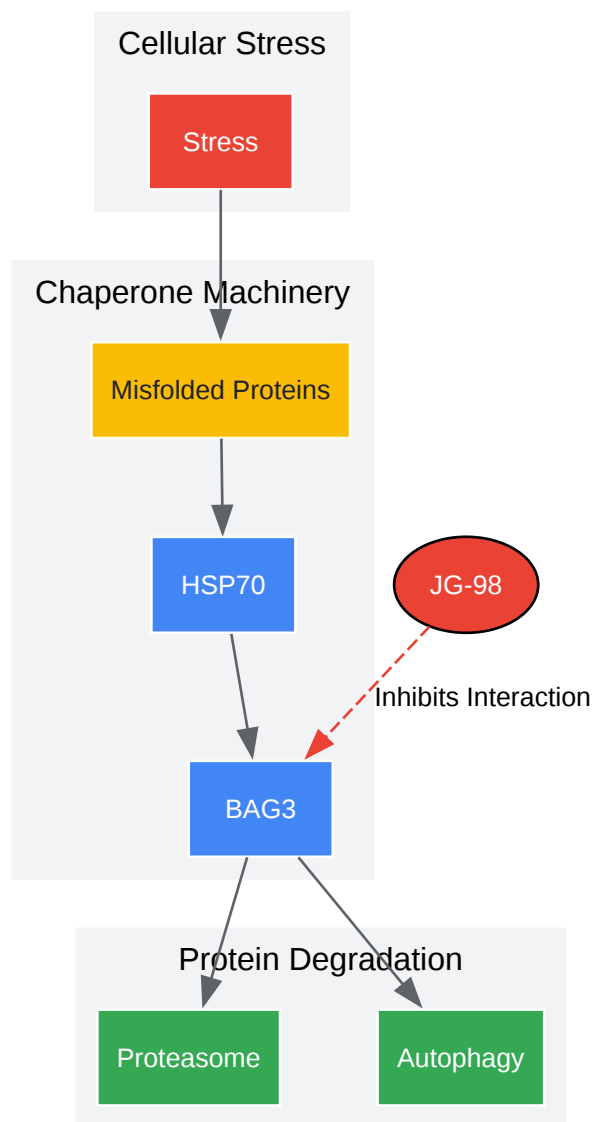 Cellular Stress
Stress
Chaperone Machinery
Misfolded Proteins
HSP70
JG-98
Inhibits Interaction
BAG3
Protein Degradation
Proteasome
Autophagy